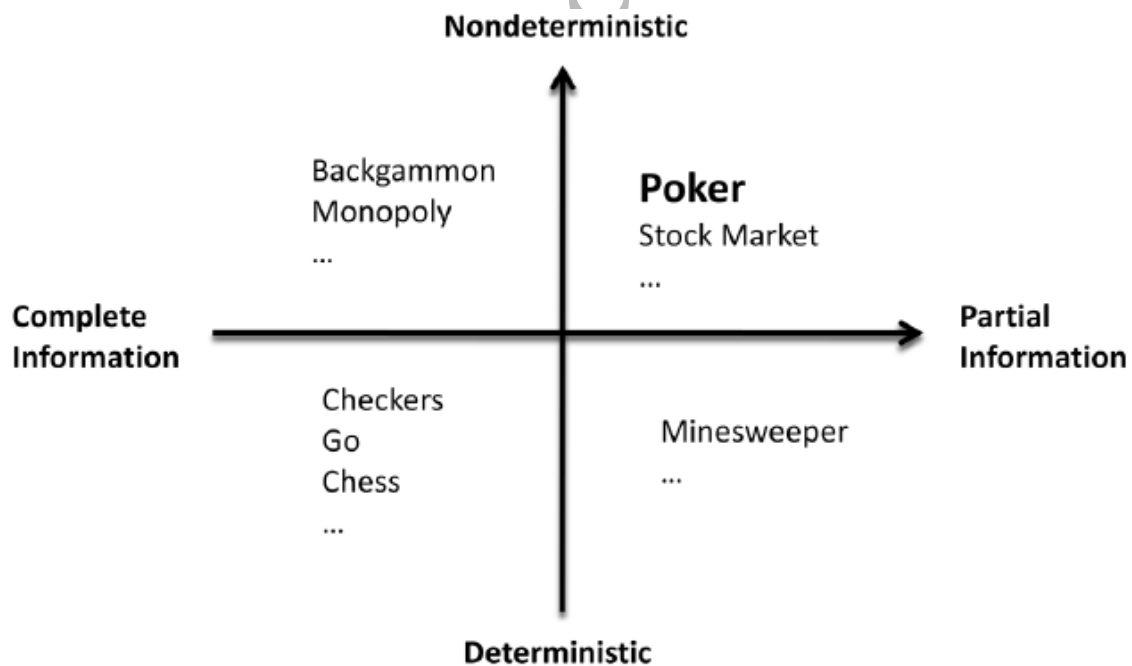 Nondeterministic
Backgammon
Monopoly
...
Poker
Stock Market
...
Complete
Information
Partial
Information
Checkers
Go
Chess
...
Minesweeper
...
Deterministic